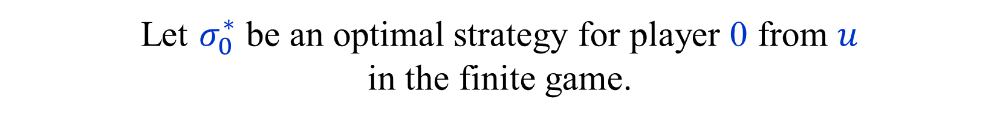 Let σ₀* be an optimal strategy for player 0 from u
in the finite game.